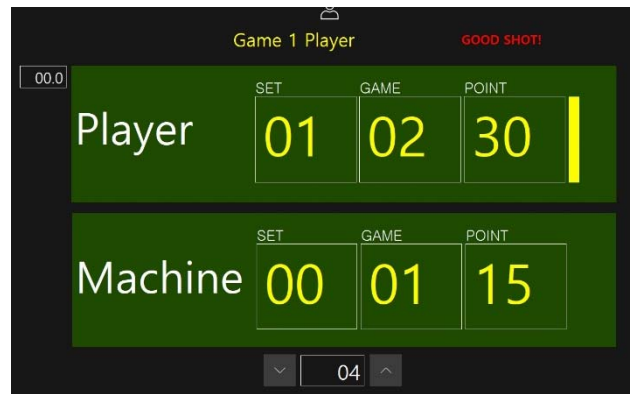 Game 1 Player GOOD SHOT!
00.0
SET GAME POINT
Player 01 02 30
SET GAME POINT
Machine 00 01 15
04